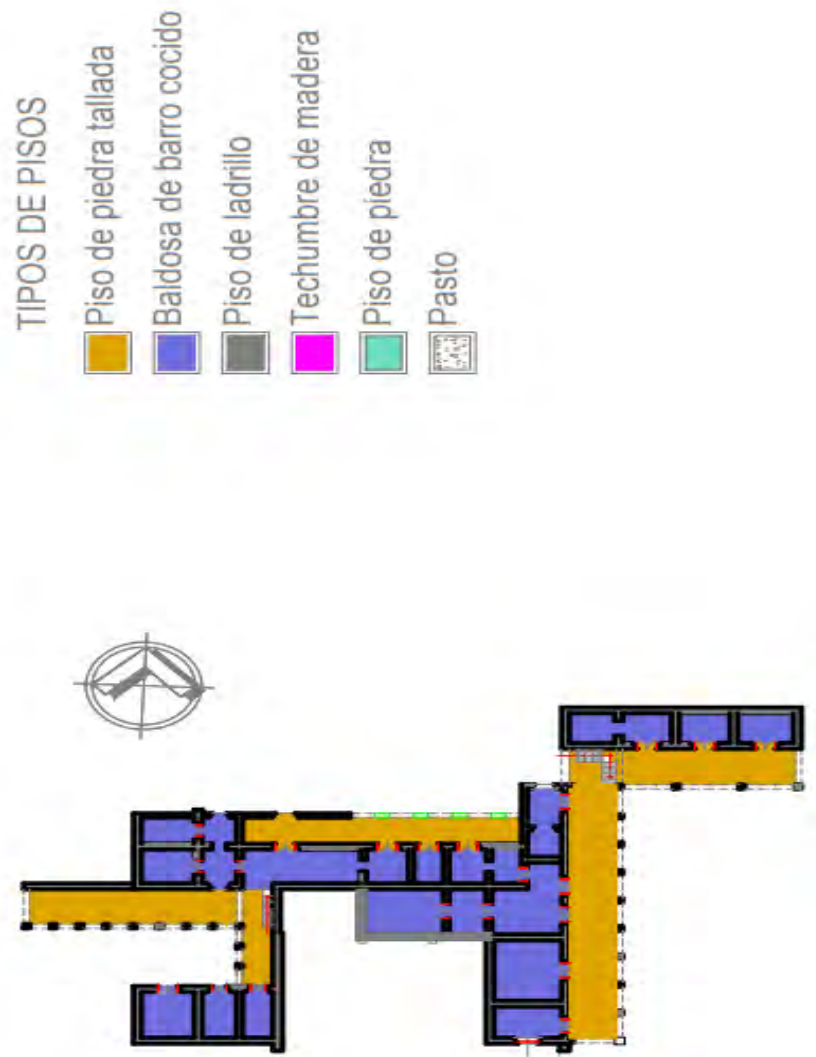 TIPOS DE PISOS
Piso de piedra tallada
Baldosa de barro cocido
Piso de ladrillo
Techumbre de madera
Piso de piedra
Pasto